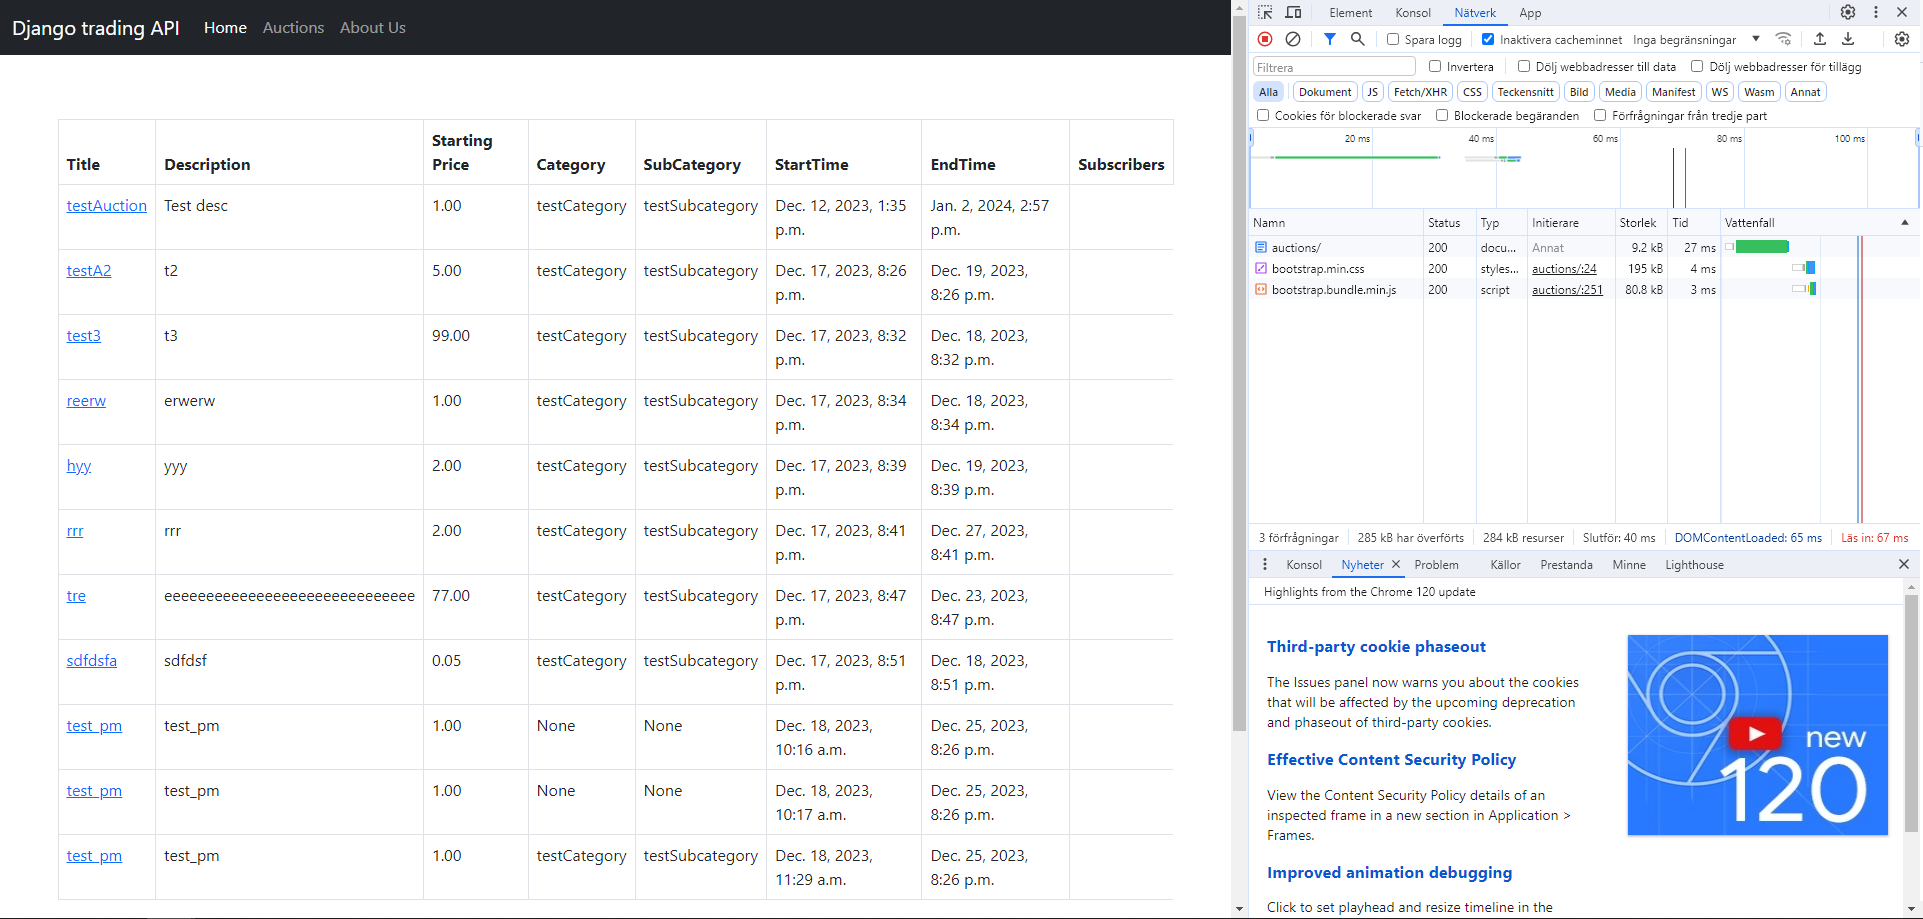 Django trading API Home Auctions About Us
Title Description Starting Price Category SubCategory StartTime EndTime Subscribers
testAuction Test desc 1.00 testCategory testSubcategory Dec. 12, 2023, 1:35 p.m. Jan. 2, 2024, 2:57 p.m.
testA2 t2 5.00 testCategory testSubcategory Dec. 17, 2023, 8:26 p.m. Dec. 19, 2023, 8:26 p.m.
test3 t3 99.00 testCategory testSubcategory Dec. 17, 2023, 8:32 p.m. Dec. 18, 2023, 8:32 p.m.
reerw erwerw 1.00 testCategory testSubcategory Dec. 17, 2023, 8:34 p.m. Dec. 18, 2023, 8:34 p.m.
hyy yyy 2.00 testCategory testSubcategory Dec. 17, 2023, 8:39 p.m. Dec. 19, 2023, 8:39 p.m.
rrr rrr 2.00 testCategory testSubcategory Dec. 17, 2023, 8:41 p.m. Dec. 27, 2023, 8:41 p.m.
tre eeeeeeeeeeeeeeeeeeeeeeeeeeeeee 77.00 testCategory testSubcategory Dec. 17, 2023, 8:47 p.m. Dec. 23, 2023, 8:47 p.m.
sdfdsfa sdfdsf 0.05 testCategory testSubcategory Dec. 17, 2023, 8:51 p.m. Dec. 18, 2023, 8:51 p.m.
test_pm test_pm 1.00 None None Dec. 18, 2023, 10:16 a.m. Dec. 25, 2023, 8:26 p.m.
test_pm test_pm 1.00 None None Dec. 18, 2023, 10:17 a.m. Dec. 25, 2023, 8:26 p.m.
test_pm test_pm 1.00 testCategory testSubcategory Dec. 18, 2023, 11:29 a.m. Dec. 25, 2023, 8:26 p.m.
Element Konsol Nätverk App
Spara logg Inaktivera cacheminnet Inga begränsningar
Filtrera Invertera Dölj webbadresser till data Dölj webbadresser för tillägg
Alla Dokument JS Fetch/XHR CSS Teckensnitt Bild Media Manifest WS Wasm Annat
Cookies för blockerade svar Blockerade begäranden Förfrågningar från tredje part
20 ms 40 ms 60 ms 80 ms 100 ms
Namn Status Typ Initierare Storlek Tid Vattenfall
auctions/ 200 docu... Annat 9.2 kB 27 ms
bootstrap.min.css 200 styles... auctions/:24 195 kB 4 ms
bootstrap.bundle.min.js 200 script auctions/:251 80.8 kB 3 ms
3 förfrågningar 285 kB har överförts 284 kB resurser Slutför: 40 ms DOMContentLoaded: 65 ms Läs in: 67 ms
Konsol Nyheter Problem Källor Prestanda Minne Lighthouse
Highlights from the Chrome 120 update
Third-party cookie phaseout
The Issues panel now warns you about the cookies
that will be affected by the upcoming deprecation
and phaseout of third-party cookies.
Effective Content Security Policy
View the Content Security Policy details of an
inspected frame in a new section in Application >
Frames.
Improved animation debugging
Click to set playhead and resize timeline in the
new
120